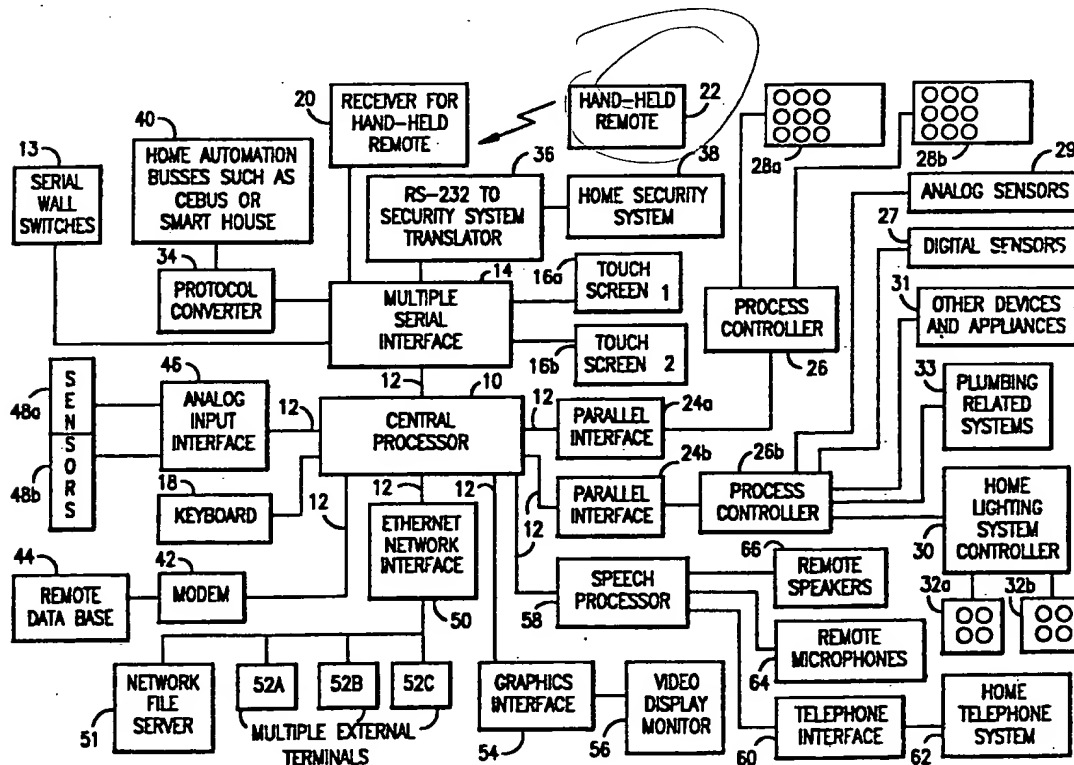 20
RECEIVER FOR
HAND-HELD
REMOTE
HAND-HELD
REMOTE
22
28a
28b
40
HOME AUTOMATION
BUSSES SUCH AS
CEBUS OR
SMART HOUSE
13
SERIAL
WALL
SWITCHES
36
RS-232 TO
SECURITY SYSTEM
TRANSLATOR
38
HOME SECURITY
SYSTEM
29
ANALOG SENSORS
27
DIGITAL SENSORS
34
PROTOCOL
CONVERTER
14
MULTIPLE
SERIAL
INTERFACE
16a
TOUCH
SCREEN 1
16b
TOUCH
SCREEN 2
PROCESS
CONTROLLER
26
31
OTHER DEVICES
AND APPLIANCES
33
PLUMBING
RELATED
SYSTEMS
48a
48b
SENSORS
46
ANALOG
INPUT
INTERFACE
12
12
10
CENTRAL
PROCESSOR
12
24a
PARALLEL
INTERFACE
24b
PARALLEL
INTERFACE
12
26b
PROCESS
CONTROLLER
HOME
LIGHTING
SYSTEM
CONTROLLER
30
32a
32b
18
KEYBOARD
12
12
12
ETHERNET
NETWORK
INTERFACE
50
44
REMOTE
DATA BASE
42
MODEM
SPEECH
PROCESSOR
58
66
REMOTE
SPEAKERS
REMOTE
MICROPHONES
64
NETWORK
FILE
SERVER
51
52A
52B
52C
MULTIPLE EXTERNAL
TERMINALS
GRAPHICS
INTERFACE
54
VIDEO
DISPLAY
MONITOR
56
TELEPHONE
INTERFACE
60
HOME
TELEPHONE
SYSTEM
62